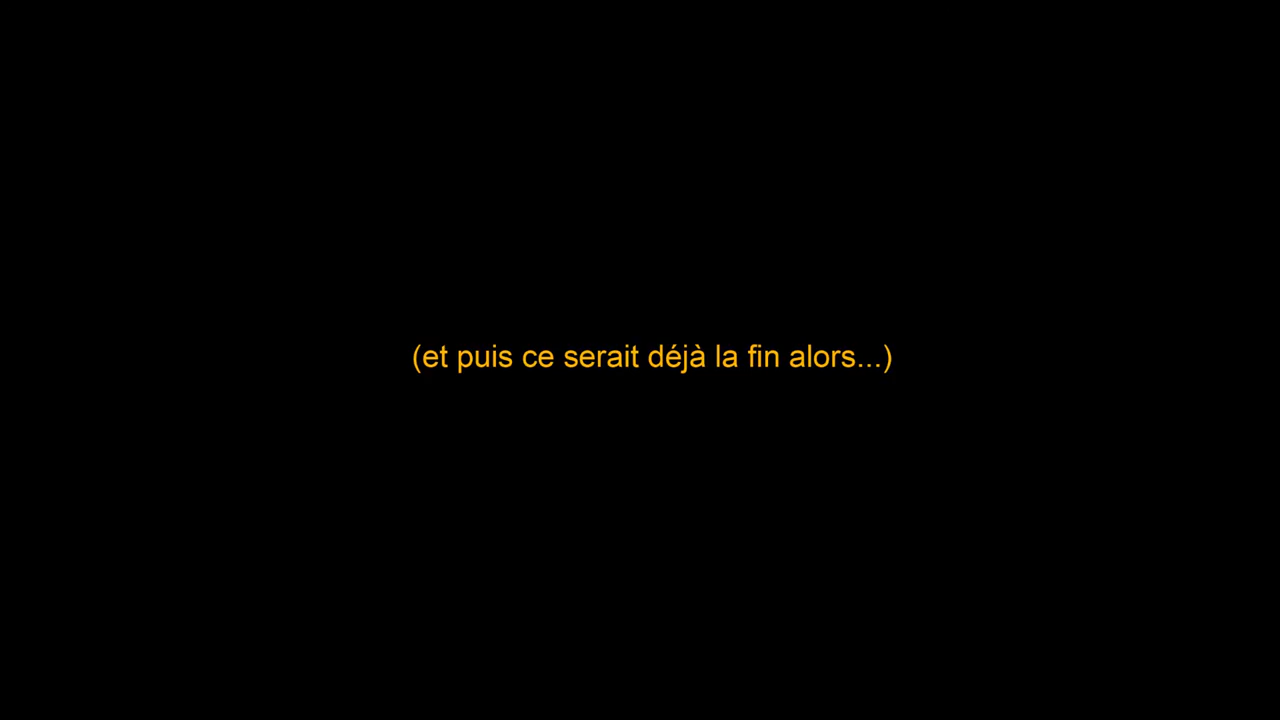 (et puis ce serait déjà la fin alors...)